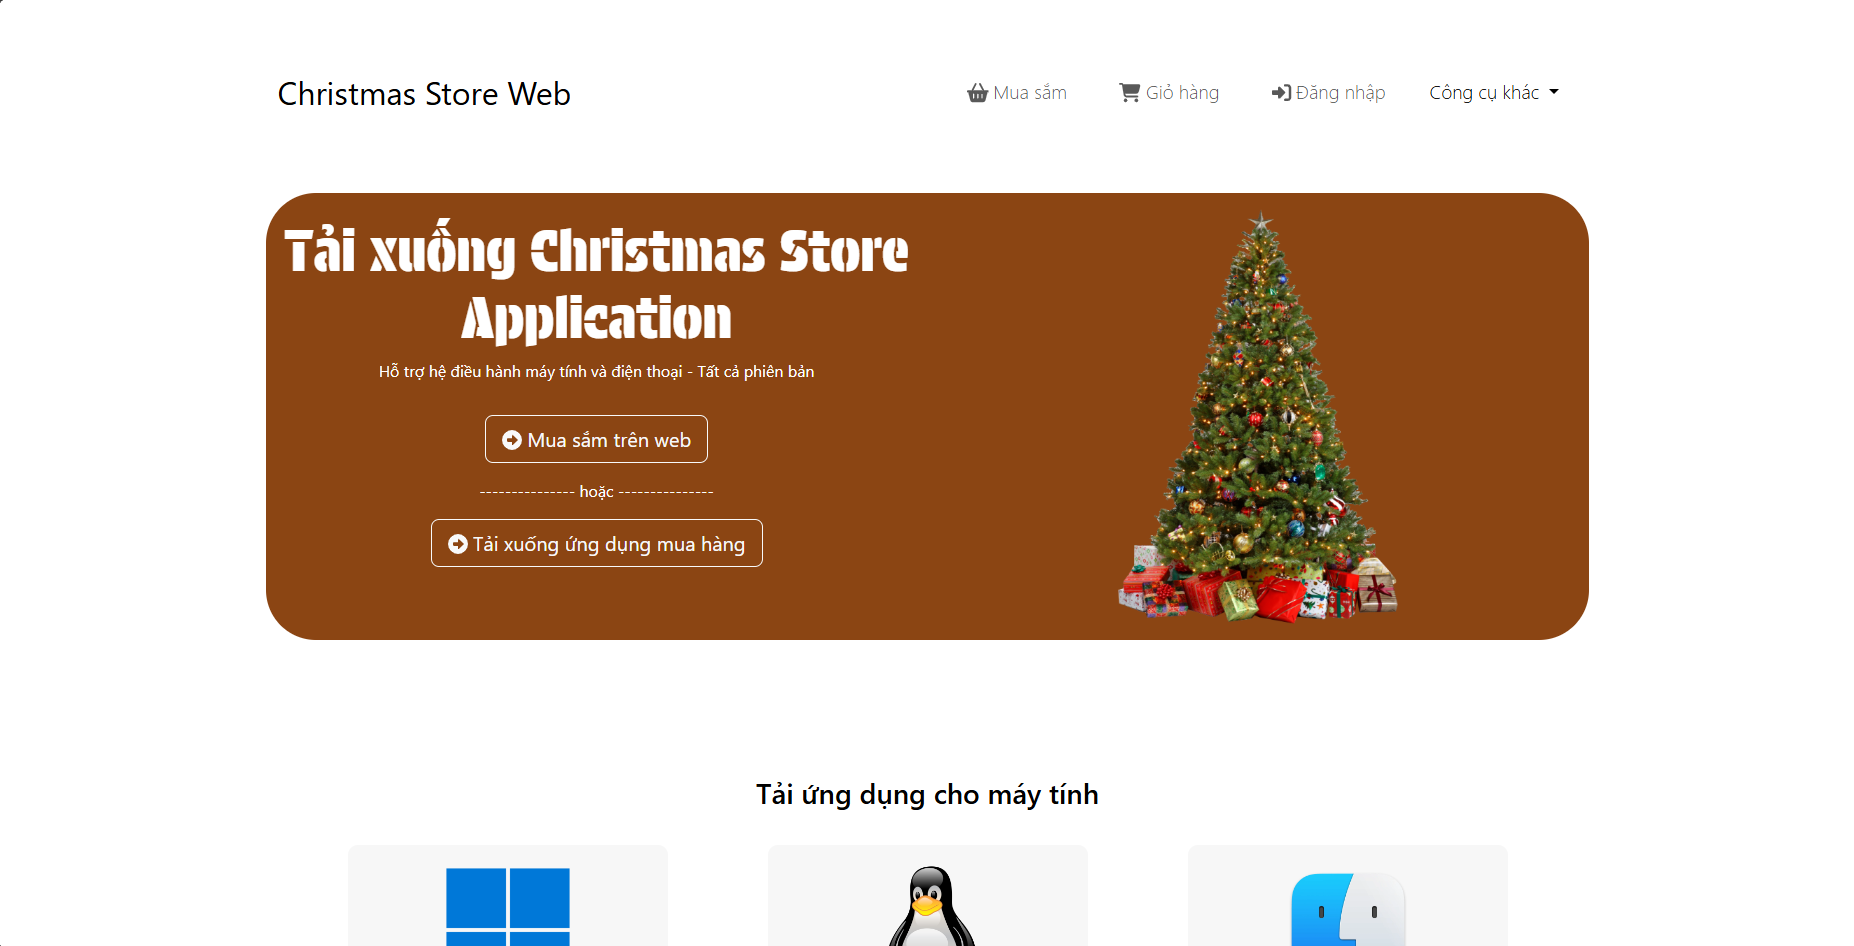 Christmas Store Web
Mua sắm
Giỏ hàng
Đăng nhập
Công cụ khác
Tải xuống Christmas Store
Application
Hỗ trợ hệ điều hành máy tính và điện thoại - Tất cả phiên bản
Mua sắm trên web
--------------- hoặc ---------------
Tải xuống ứng dụng mua hàng
Tải ứng dụng cho máy tính